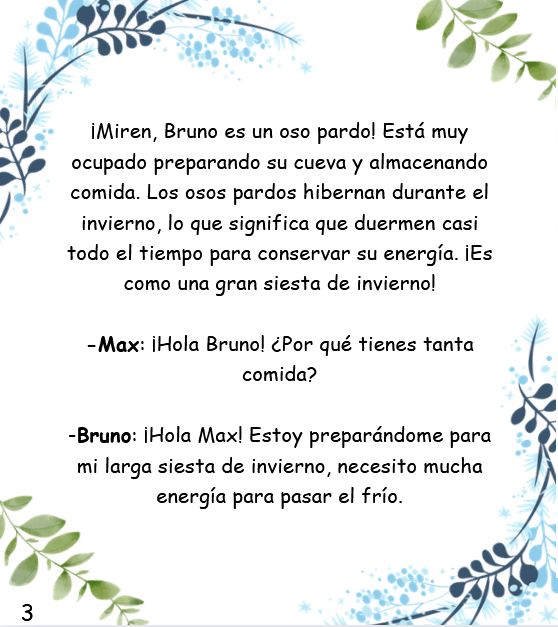 ¡Miren, Bruno es un oso pardo! Está muy
ocupado preparando su cueva y almacenando
comida. Los osos pardos hibernan durante el
invierno, lo que significa que duermen casi
todo el tiempo para conservar su energía. ¡Es
como una gran siesta de invierno!
-Max: ¡Hola Bruno! ¿Por qué tienes tanta
comida?
-Bruno: ¡Hola Max! Estoy preparándome para
mi larga siesta de invierno, necesito mucha
energía para pasar el frío.
3